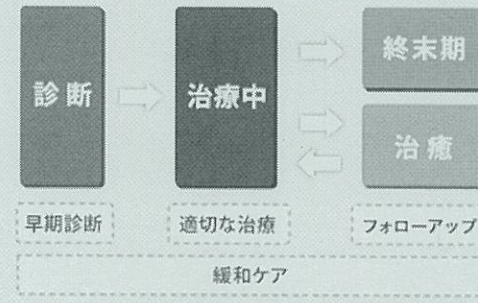 診断
治療中
終末期
治癒
早期診断
適切な治療
フォローアップ
緩和ケア